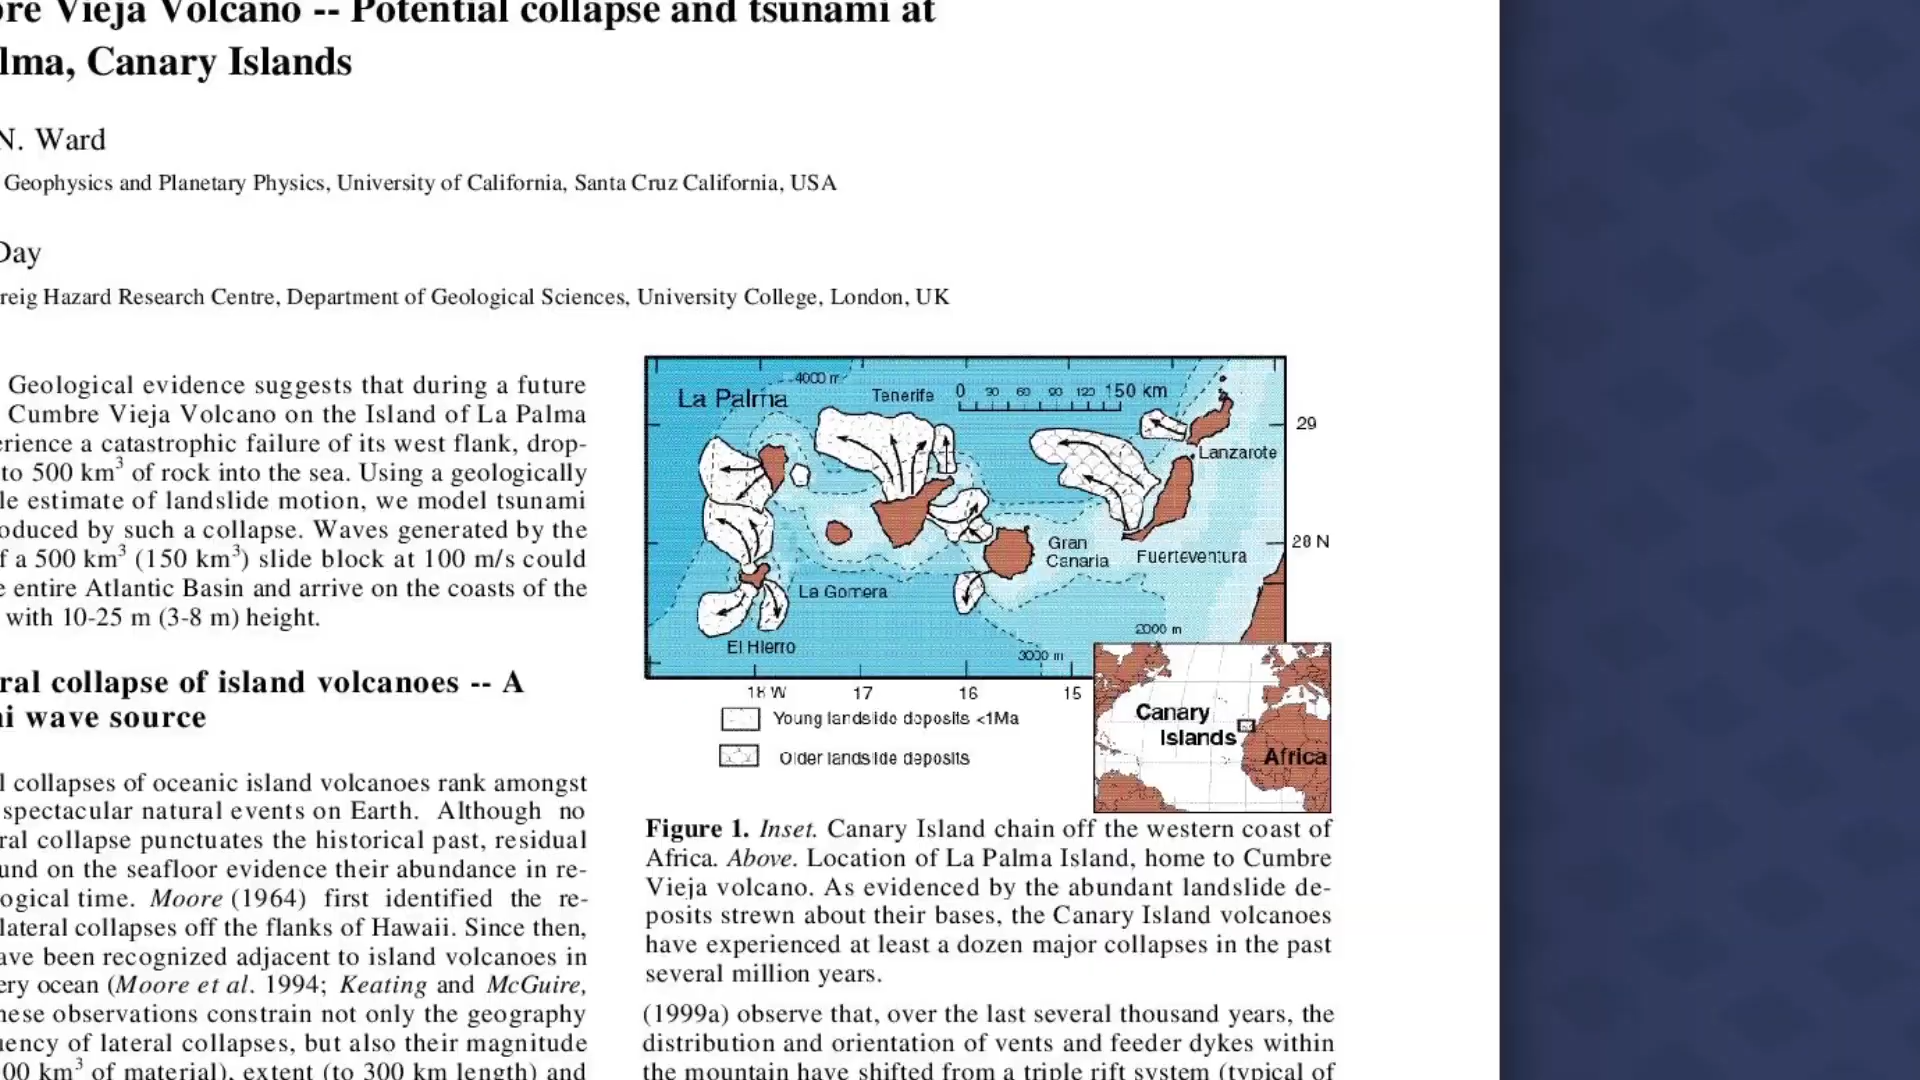 re Vieja Volcano -- Potential collapse and tsunami at
lma, Canary Islands
N. Ward
Geophysics and Planetary Physics, University of California, Santa Cruz California, USA
Day
reig Hazard Research Centre, Department of Geological Sciences, University College, London, UK
Geological evidence suggests that during a future
Cumbre Vieja Volcano on the Island of La Palma
erience a catastrophic failure of its west flank, drop-
to 500 km³ of rock into the sea. Using a geologically
le estimate of landslide motion, we model tsunami
oduced by such a collapse. Waves generated by the
f a 500 km³ (150 km³) slide block at 100 m/s could
e entire Atlantic Basin and arrive on the coasts of the
with 10-25 m (3-8 m) height.
ral collapse of island volcanoes -- A
ni wave source
l collapses of oceanic island volcanoes rank amongst
spectacular natural events on Earth. Although no
ral collapse punctuates the historical past, residual
und on the seafloor evidence their abundance in re-
ogical time. Moore (1964) first identified the re-
lateral collapses off the flanks of Hawaii. Since then,
ave been recognized adjacent to island volcanoes in
ery ocean (Moore et al. 1994; Keating and McGuire,
hese observations constrain not only the geography
uency of lateral collapses, but also their magnitude
00 km³ of material), extent (to 300 km length) and
4000 m
La Palma
Tenerife
0 30 60 90 120 150 km
29
Lanzarote
28 N
Gran
Canaria
Fuerteventura
La Gomera
2000 m
El Hierro
3000 m
18 W 17 16 15
Young landslide deposits <1Ma
Older landslide deposits
Canary
Islands
Africa
Figure 1. Inset. Canary Island chain off the western coast of
Africa. Above. Location of La Palma Island, home to Cumbre
Vieja volcano. As evidenced by the abundant landslide de-
posits strewn about their bases, the Canary Island volcanoes
have experienced at least a dozen major collapses in the past
several million years.
(1999a) observe that, over the last several thousand years, the
distribution and orientation of vents and feeder dykes within
the mountain have shifted from a triple rift system (typical of